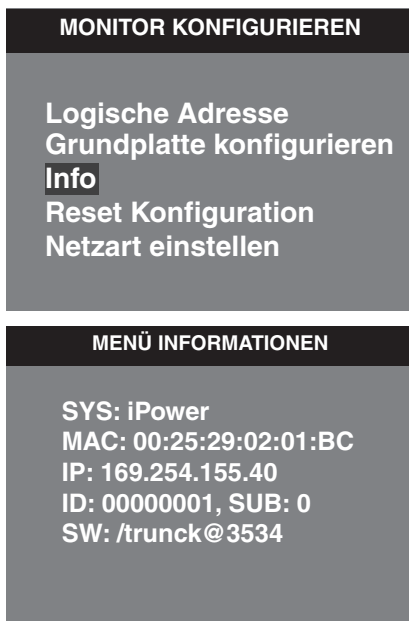 MONITOR KONFIGURIEREN
Logische Adresse
Grundplatte konfigurieren
Info
Reset Konfiguration
Netzart einstellen
MENÜ INFORMATIONEN
SYS: iPower
MAC: 00:25:29:02:01:BC
IP: 169.254.155.40
ID: 00000001, SUB: 0
SW: /trunck@3534